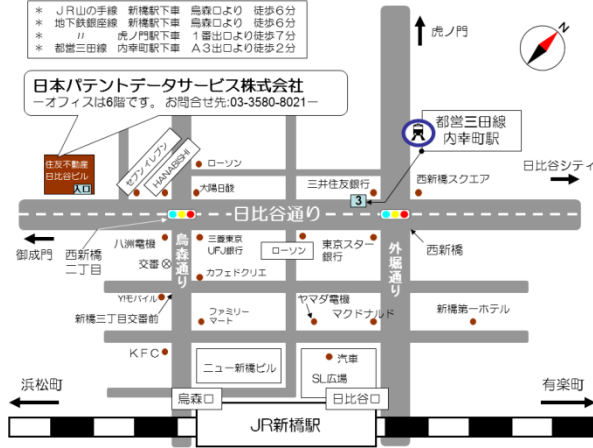 * JR山の手線 新橋駅下車 烏森口より 徒歩6分
* 地下鉄銀座線 新橋駅下車 烏森口より 徒歩6分
* 〃 虎ノ門駅下車 1番出口より徒歩7分
* 都営三田線 内幸町駅下車 A3出口より徒歩2分
虎ノ門
N
日本パテントデータサービス株式会社
−オフィスは6階です。 お問合せ先:03-3580-8021−
都営三田線
内幸町駅
住友不動産
日比谷ビル
入口
セブンイレブン
HANABISHI
ローソン
大陽日酸
三井住友銀行
3
西新橋スクエア
日比谷シティ
日比谷通り
御成門
西新橋
二丁目
八洲電機
交番
烏森通り
三菱東京
UFJ銀行
カフェドクリエ
ローソン
東京スター
銀行
外堀通り
西新橋
Y!モバイル
新橋三丁目交番前
ファミリー
マート
ヤマダ電機
マクドナルド
新橋第一ホテル
KFC
ニュー新橋ビル
汽車
SL広場
浜松町
烏森口
日比谷口
有楽町
JR新橋駅